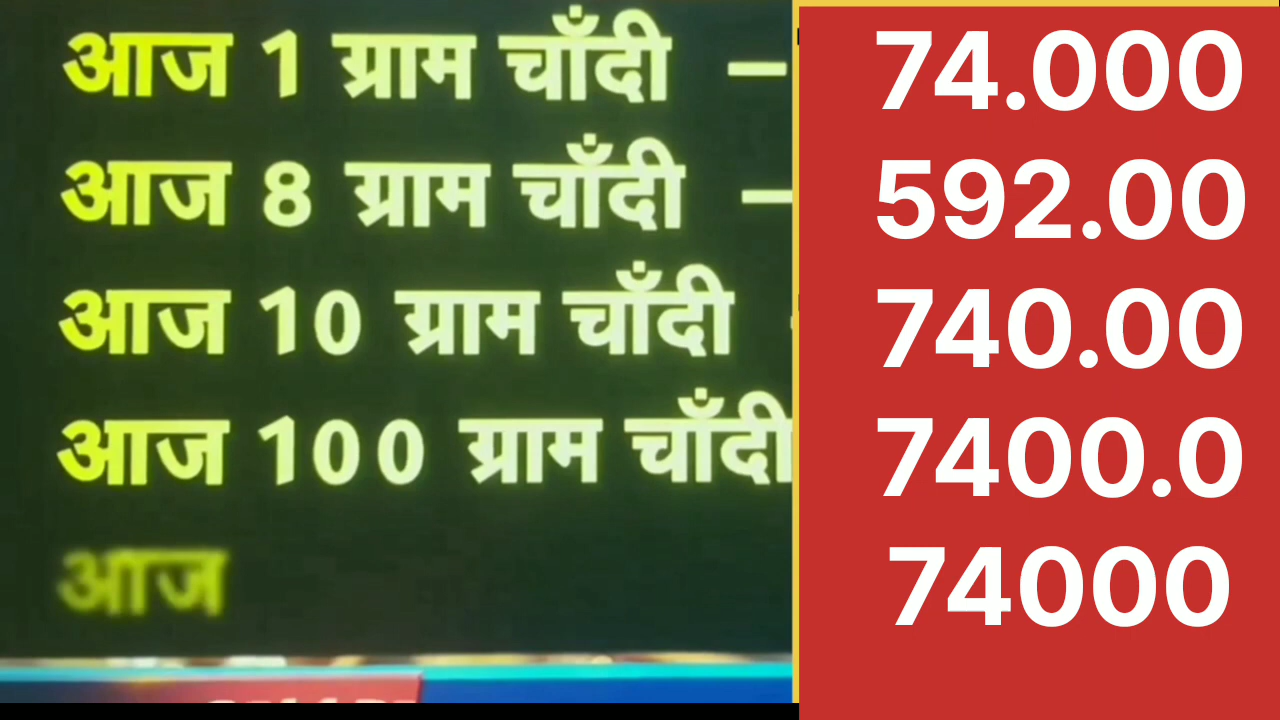 आज 1 ग्राम चाँदी – 74.000
आज 8 ग्राम चाँदी – 592.00
आज 10 ग्राम चाँदी 740.00
आज 100 ग्राम चाँदी 7400.0
आज 74000